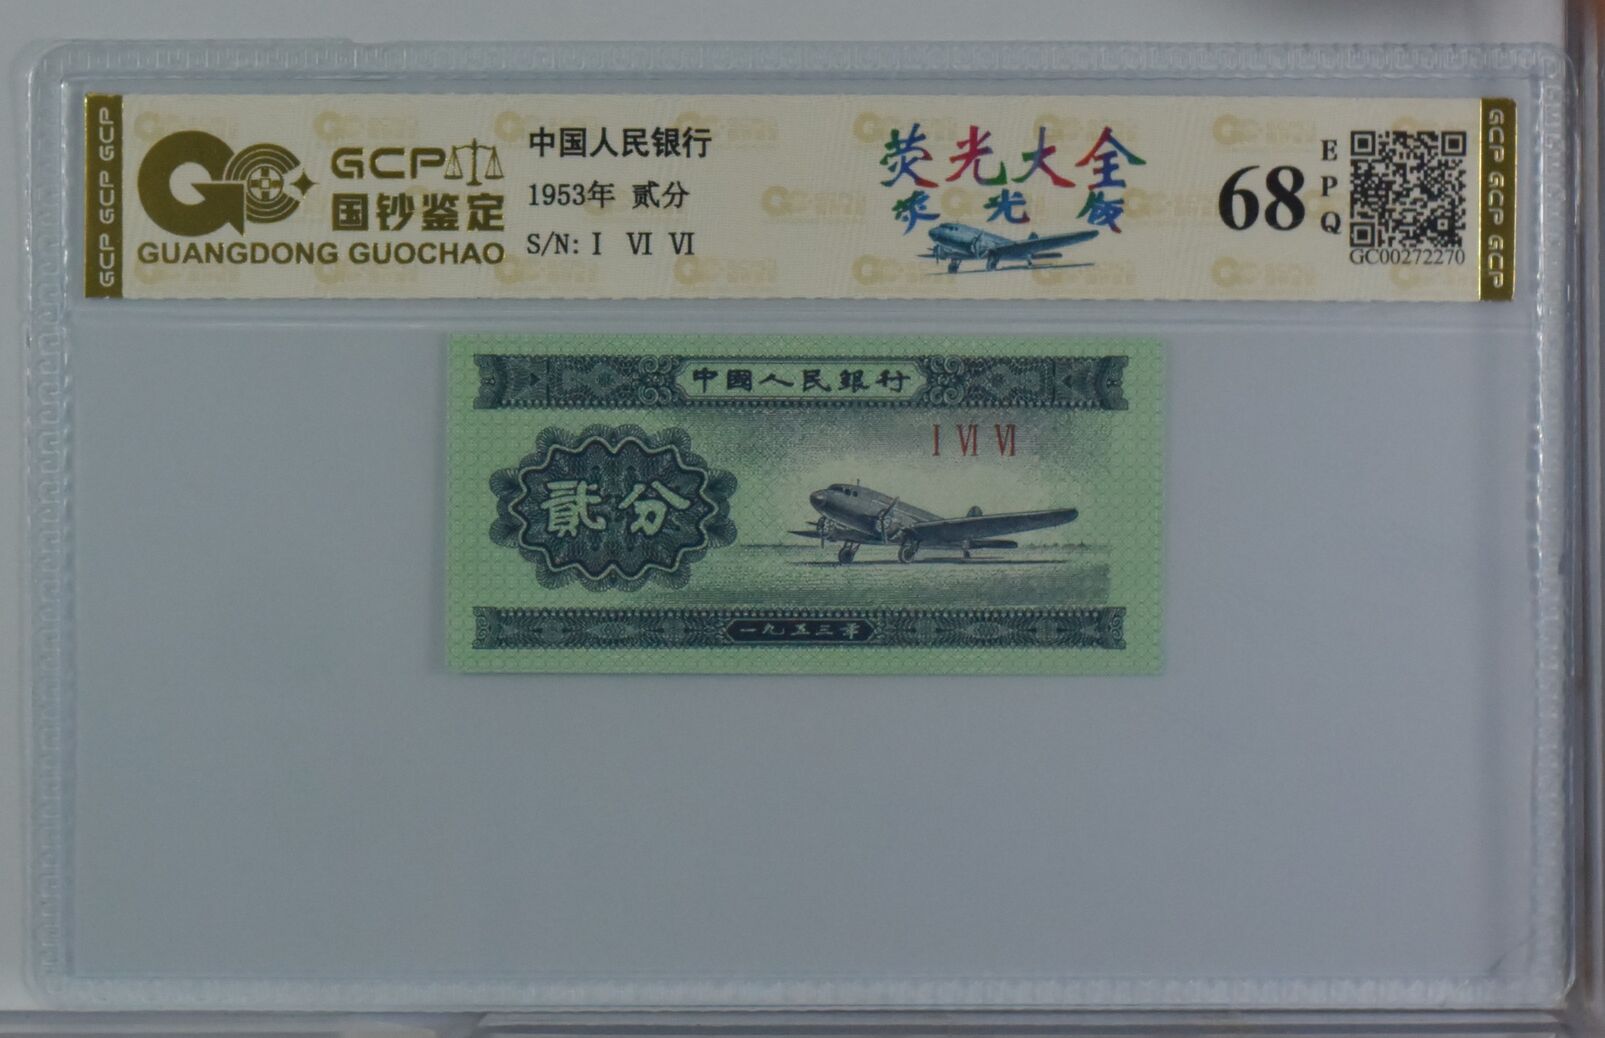 GCP GCP GCP
GCP
国钞鉴定
GUANGDONG GUOCHAO
中国人民银行
1953年 贰分
S/N: I VI VI
荧光大全
荧光版
68
EPQ
GC00272270
GCP GCP GCP
中國人民銀行
I VI VI
貳分
一九五三年